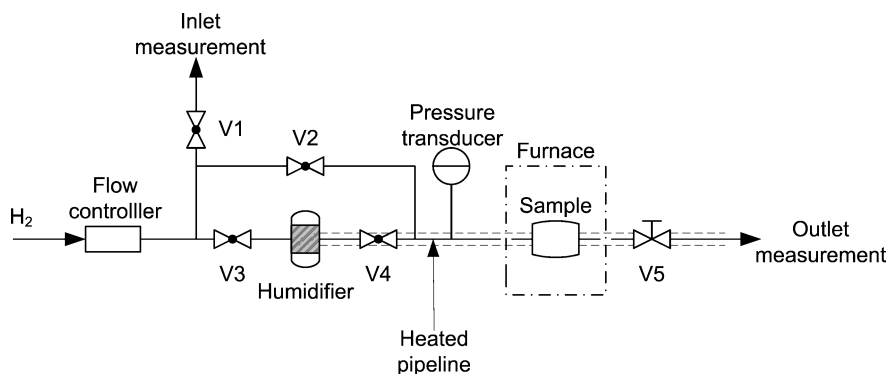 Inlet
measurement
V1
V2
Pressure
transducer
Furnace
Flow
controlller
Sample
H₂
Outlet
measurement
V3
V4
V5
Humidifier
Heated
pipeline